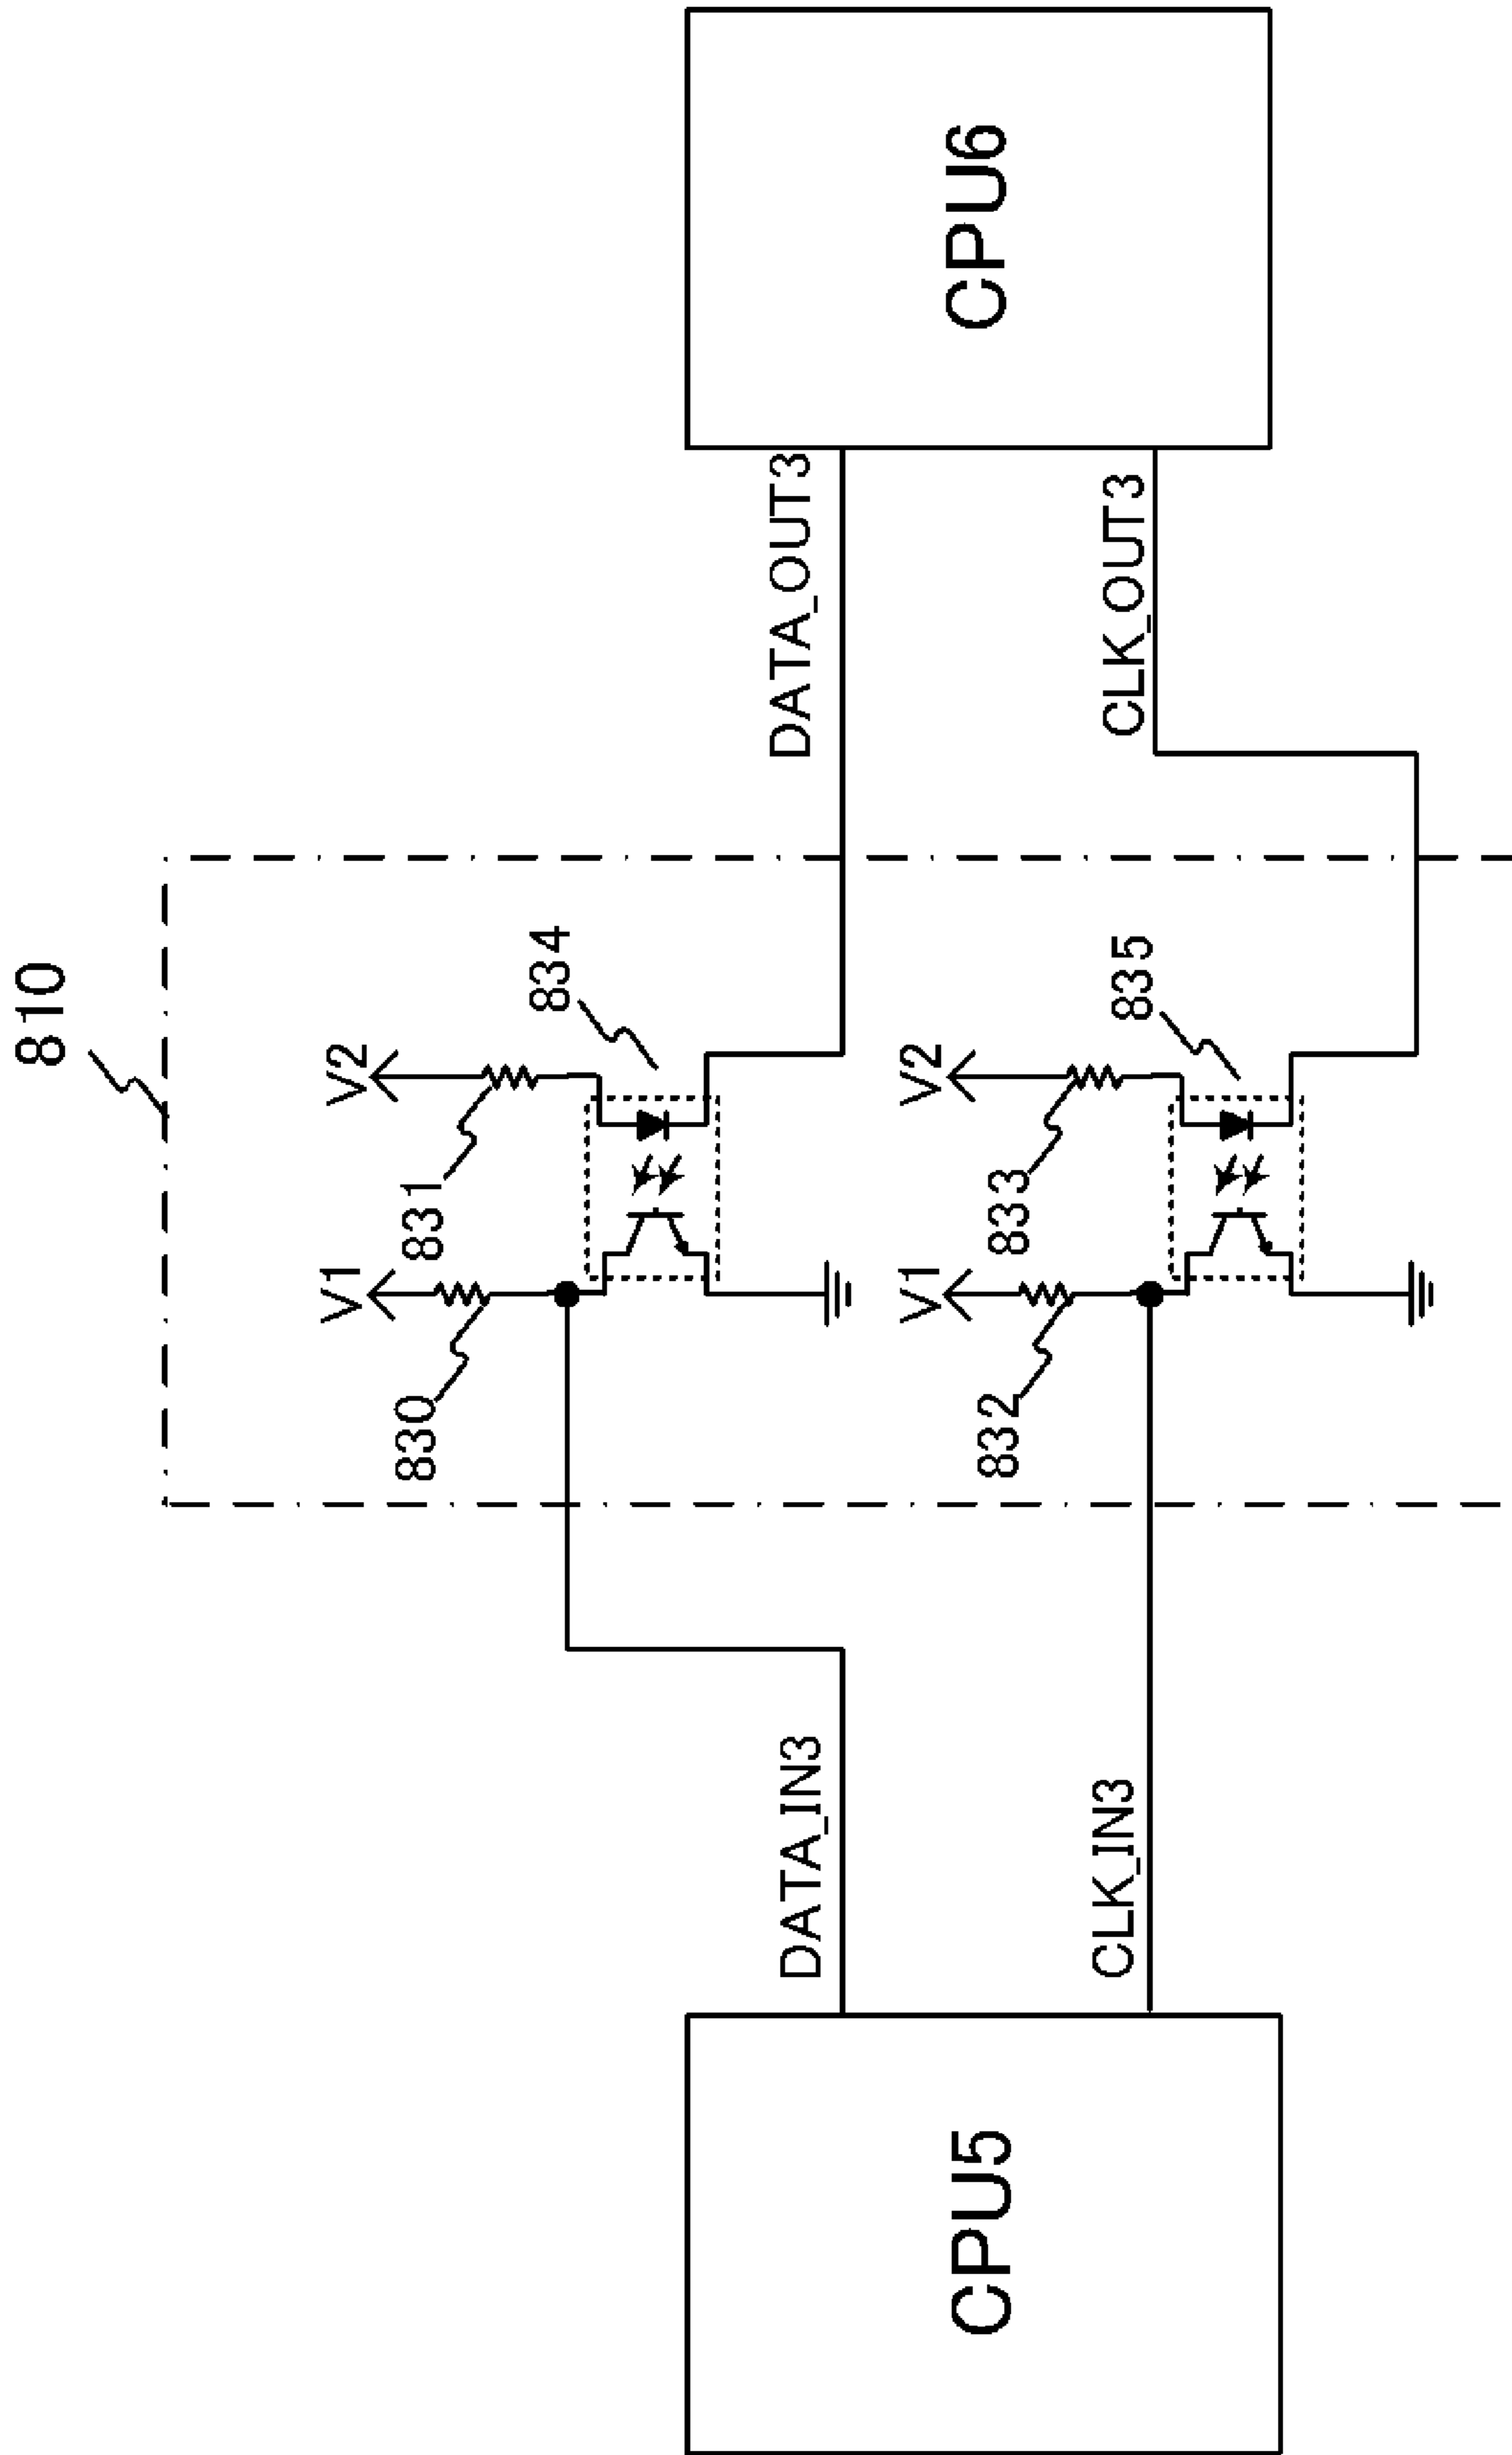 810
V1
V2
830
831
834
V1
V2
832
833
835
DATA_IN3
CLK_IN3
DATA_OUT3
CLK_OUT3
CPU5
CPU6